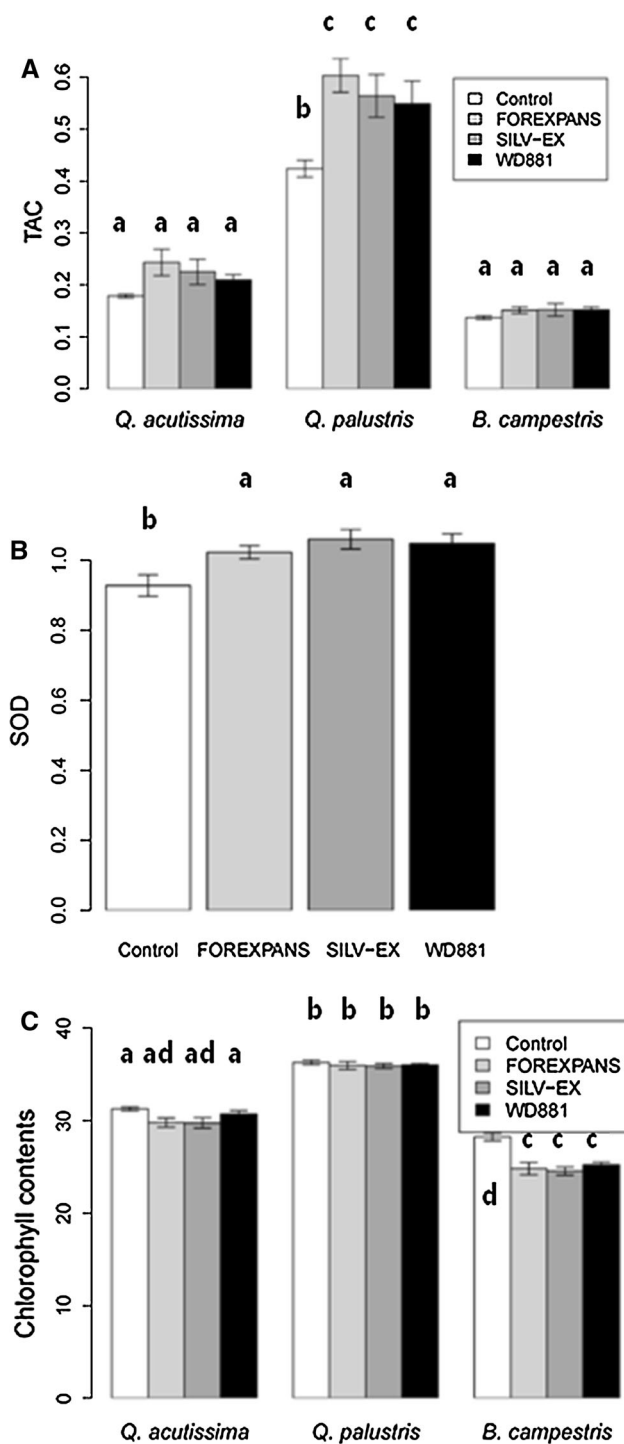 A
c c c
b
a a a a
a a a a
TAC
0.6
0.5
0.4
0.3
0.2
0.1
0.0
Control
FOREXPANS
SILV-EX
WD881
Q. acutissima Q. palustris B. campestris
B
b a a a
SOD
1.0
0.8
0.6
0.4
0.2
0.0
Control FOREXPANS SILV-EX WD881
C
a ad ad a
b b b b
d c c c
Chlorophyll contents
40
30
20
10
0
Control
FOREXPANS
SILV-EX
WD881
Q. acutissima Q. palustris B. campestris